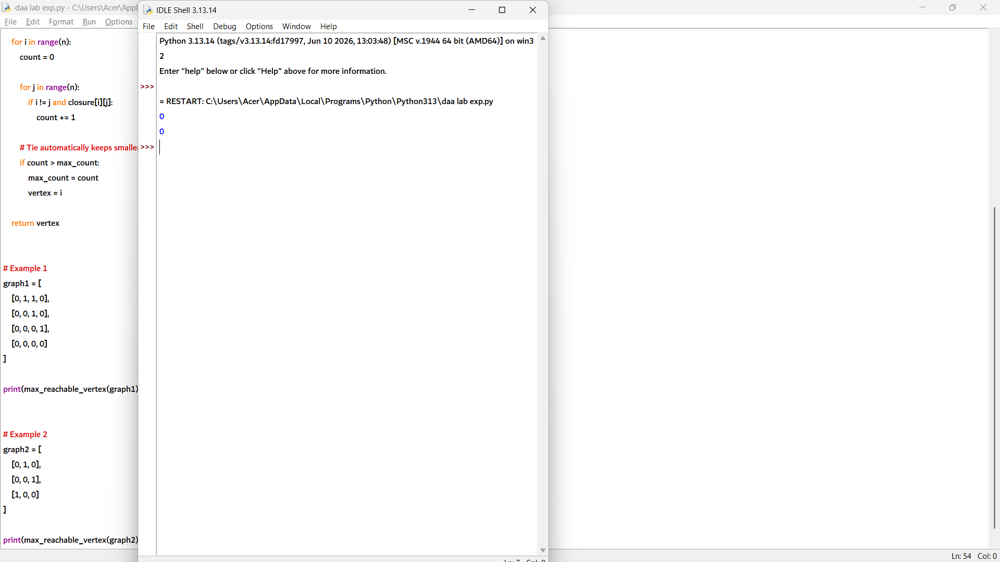 daa lab exp.py - C:\Users\Acer\AppD
File Edit Format Run Options
for i in range(n):
count = 0
for j in range(n):
if i != j and closure[i][j]:
count += 1
# Tie automatically keeps smaller
if count > max_count:
max_count = count
vertex = i
return vertex
# Example 1
graph1 = [
[0, 1, 1, 0],
[0, 0, 1, 0],
[0, 0, 0, 1],
[0, 0, 0, 0]
]
print(max_reachable_vertex(graph1)
# Example 2
graph2 = [
[0, 1, 0],
[0, 0, 1],
[1, 0, 0]
]
print(max_reachable_vertex(graph2)
IDLE Shell 3.13.14
File Edit Shell Debug Options Window Help
Python 3.13.14 (tags/v3.13.14:fd17997, Jun 10 2026, 13:03:48) [MSC v.1944 64 bit (AMD64)] on win3
2
Enter "help" below or click "Help" above for more information.
>>>
= RESTART: C:\Users\Acer\AppData\Local\Programs\Python\Python313\daa lab exp.py
0
0
>>>
Ln: 7 Col: 0
Ln: 54 Col: 0